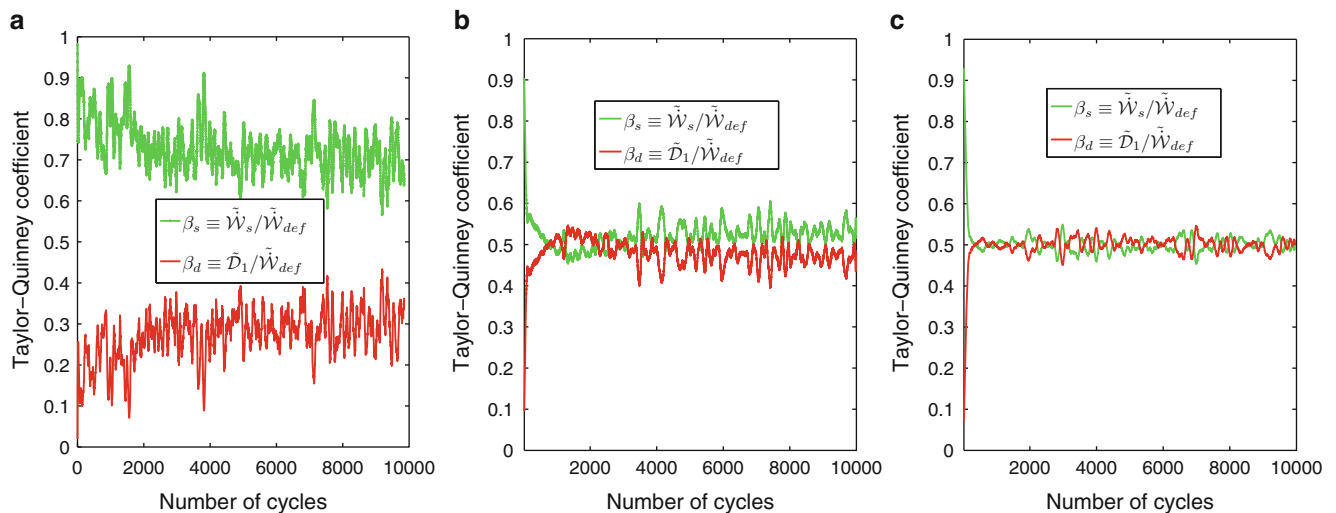 a
1
0.9
0.8
0.7
0.6
0.5
0.4
0.3
0.2
0.1
0
Taylor–Quinney coefficient
β_s ≡ 𝒲̃̇_s/𝒲̃̇_def
β_d ≡ 𝒟̃_1/𝒲̃̇_def
0 2000 4000 6000 8000 10000
Number of cycles
b
1
0.9
0.8
0.7
0.6
0.5
0.4
0.3
0.2
0.1
0
Taylor–Quinney coefficient
β_s ≡ 𝒲̃̇_s/𝒲̃̇_def
β_d ≡ 𝒟̃_1/𝒲̃̇_def
2000 4000 6000 8000 10000
Number of cycles
c
1
0.9
0.8
0.7
0.6
0.5
0.4
0.3
0.2
0.1
0
Taylor–Quinney coefficient
β_s ≡ 𝒲̃̇_s/𝒲̃̇_def
β_d ≡ 𝒟̃_1/𝒲̃̇_def
2000 4000 6000 8000 10000
Number of cycles